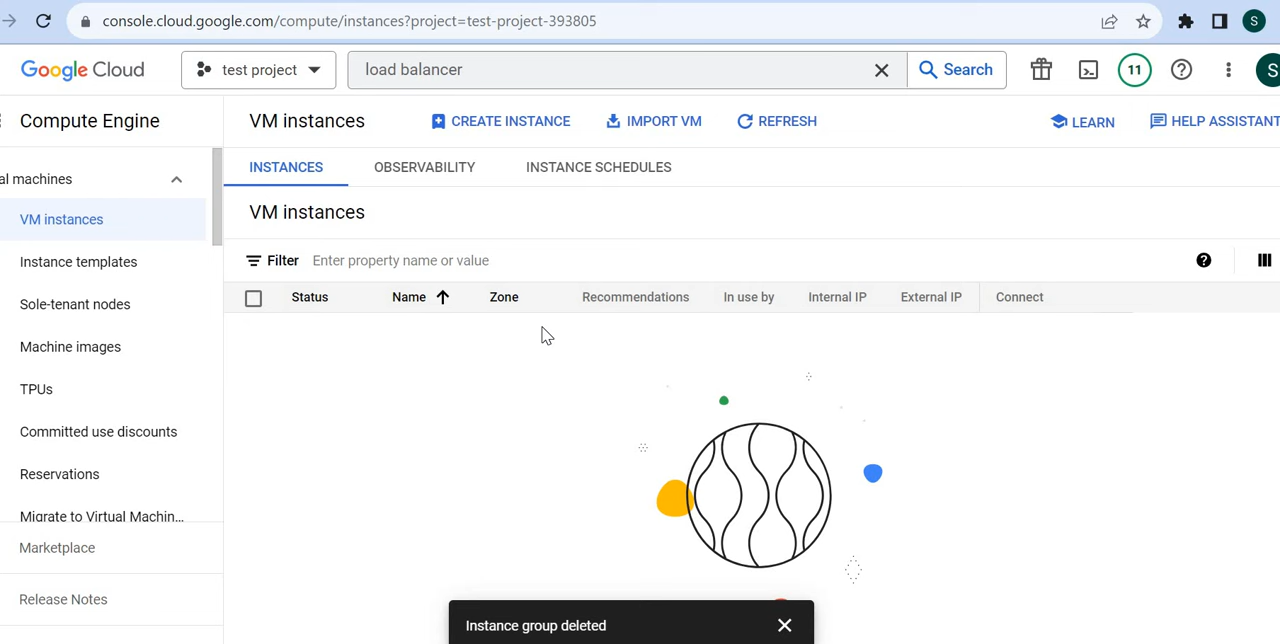 console.cloud.google.com/compute/instances?project=test-project-393805
S
Google Cloud
test project
load balancer
Search
11
S
Compute Engine
VM instances
CREATE INSTANCE
IMPORT VM
REFRESH
LEARN
HELP ASSISTANT
al machines
INSTANCES
OBSERVABILITY
INSTANCE SCHEDULES
VM instances
VM instances
Instance templates
Sole-tenant nodes
Machine images
TPUs
Committed use discounts
Reservations
Migrate to Virtual Machin...
Marketplace
Release Notes
Filter
Enter property name or value
Status
Name
Zone
Recommendations
In use by
Internal IP
External IP
Connect
Instance group deleted